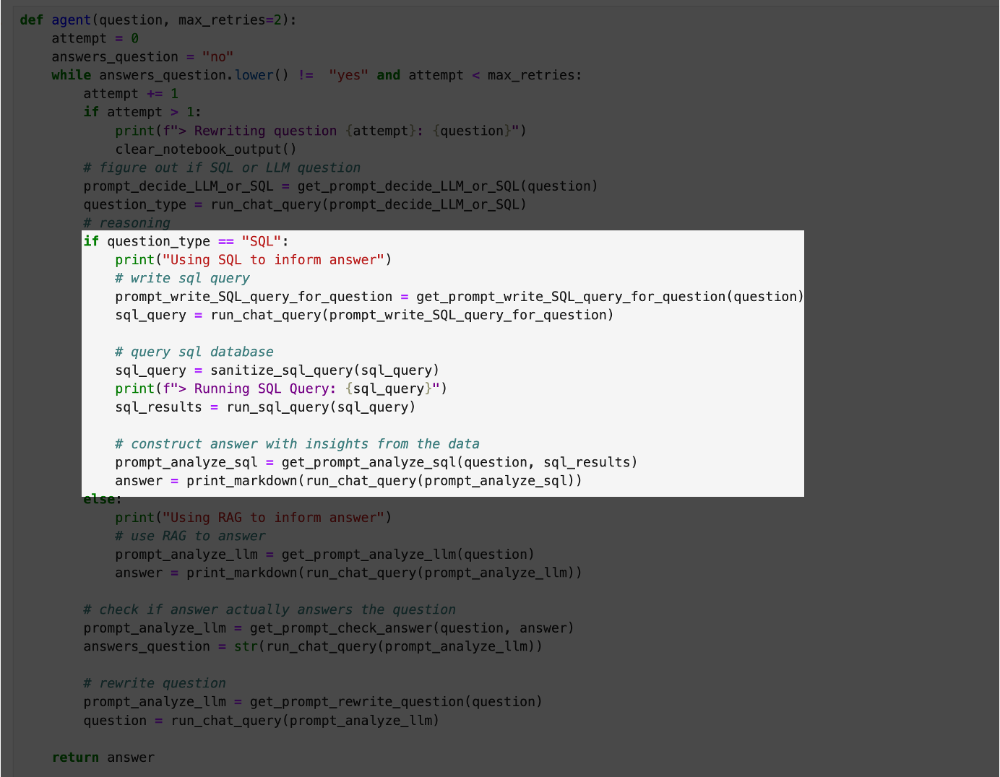 def agent(question, max_retries=2):
    attempt = 0
    answers_question = "no"
    while answers_question.lower() !=  "yes" and attempt < max_retries:
        attempt += 1
        if attempt > 1:
            print(f"> Rewriting question {attempt}: {question}")
            clear_notebook_output()
        # figure out if SQL or LLM question
        prompt_decide_LLM_or_SQL = get_prompt_decide_LLM_or_SQL(question)
        question_type = run_chat_query(prompt_decide_LLM_or_SQL)
        # reasoning
        if question_type == "SQL":
            print("Using SQL to inform answer")
            # write sql query
            prompt_write_SQL_query_for_question = get_prompt_write_SQL_query_for_question(question)
            sql_query = run_chat_query(prompt_write_SQL_query_for_question)

            # query sql database
            sql_query = sanitize_sql_query(sql_query)
            print(f"> Running SQL Query: {sql_query}")
            sql_results = run_sql_query(sql_query)

            # construct answer with insights from the data
            prompt_analyze_sql = get_prompt_analyze_sql(question, sql_results)
            answer = print_markdown(run_chat_query(prompt_analyze_sql))
        else:
            print("Using RAG to inform answer")
            # use RAG to answer
            prompt_analyze_llm = get_prompt_analyze_llm(question)
            answer = print_markdown(run_chat_query(prompt_analyze_llm))

        # check if answer actually answers the question
        prompt_analyze_llm = get_prompt_check_answer(question, answer)
        answers_question = str(run_chat_query(prompt_analyze_llm))

        # rewrite question
        prompt_analyze_llm = get_prompt_rewrite_question(question)
        question = run_chat_query(prompt_analyze_llm)

    return answer